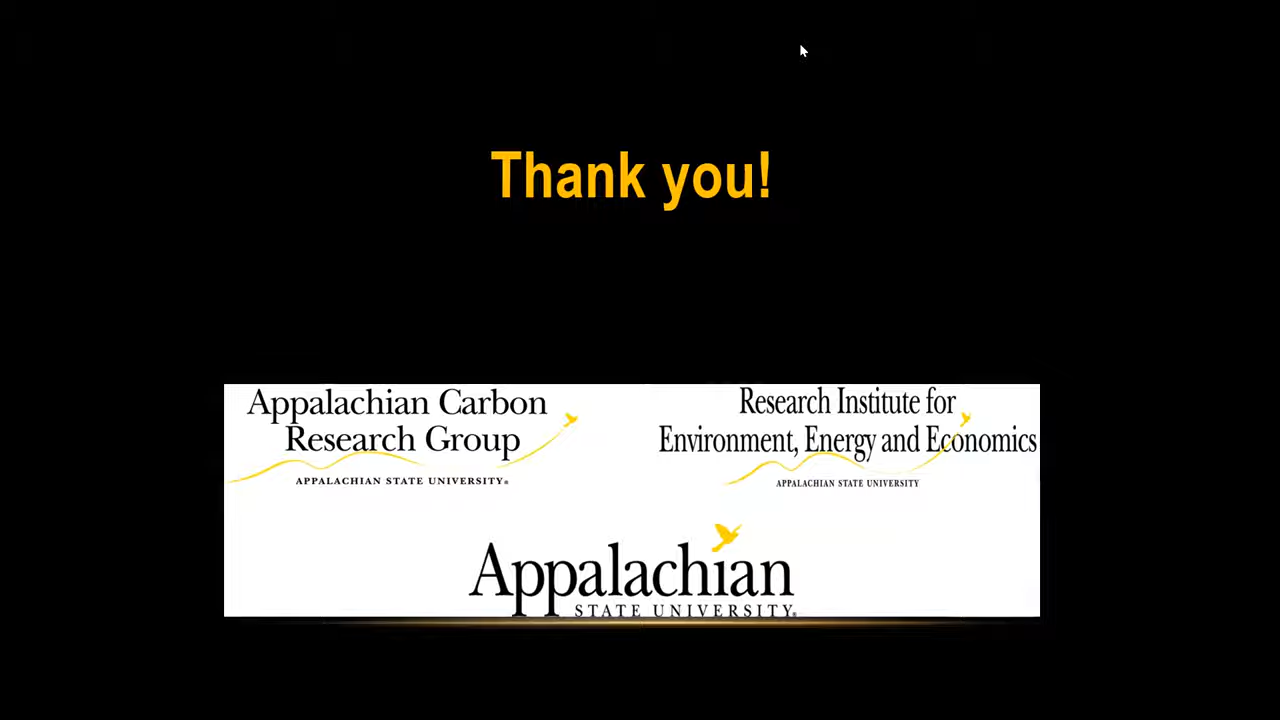 Thank you!
Appalachian Carbon
Research Group
APPALACHIAN STATE UNIVERSITY®
Research Institute for
Environment, Energy and Economics
APPALACHIAN STATE UNIVERSITY
Appalachian
STATE UNIVERSITY®